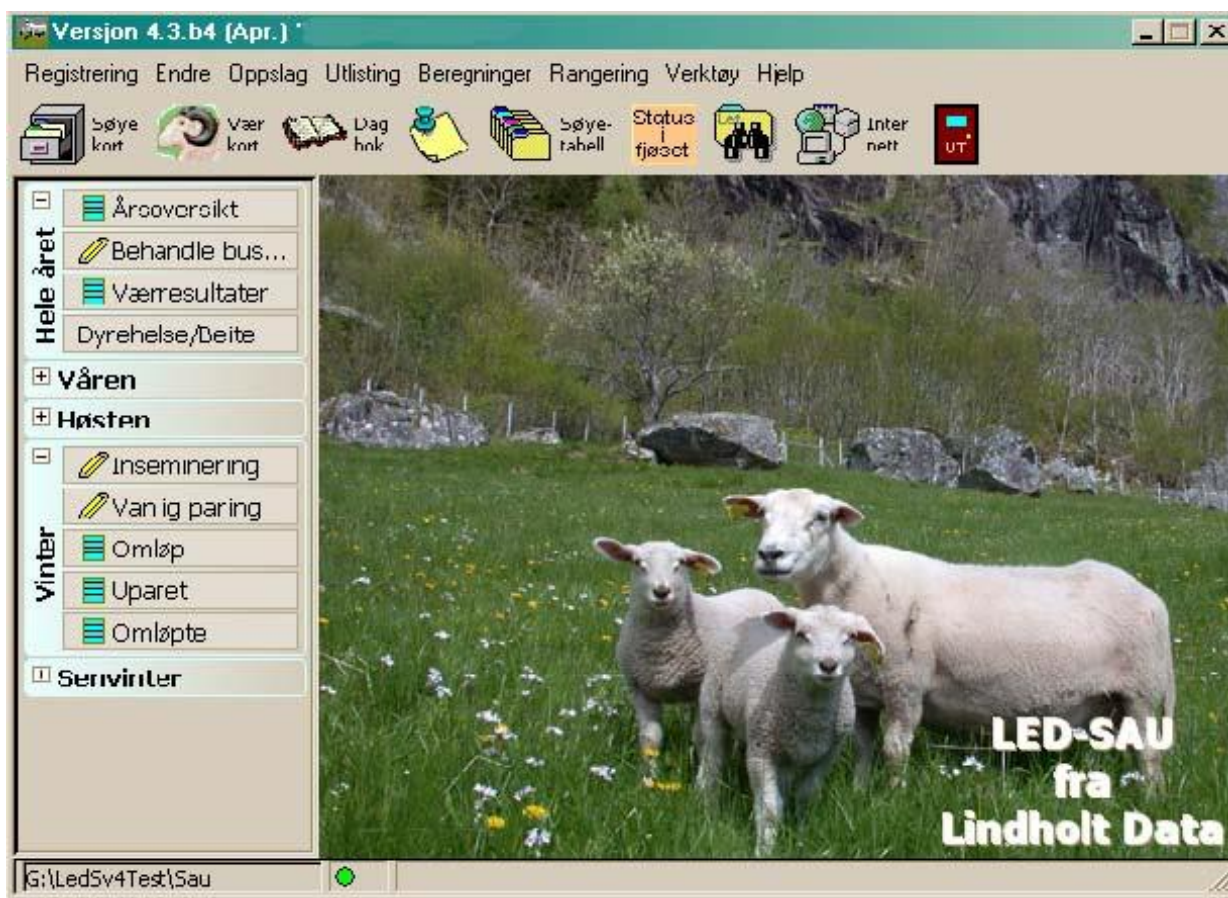 Versjon 4.3.b4 (Apr.)
Registrering Endre Oppslag Utlisting Beregninger Rangering Verktøy Hjelp
Søye kort
Vær kort
Dag bok
Søye- tabell
Status i fjøset
Led
Inter nett
UT
Hele året
Årsoversikt
Behandle bus...
Værresultater
Dyrehelse/Beite
Våren
Høsten
Vinter
Inseminering
Vanlig paring
Omløp
Uparet
Omløpte
Senvinter
LED-SAU
fra
Lindholt Data
G:\LedSv4Test\Sau